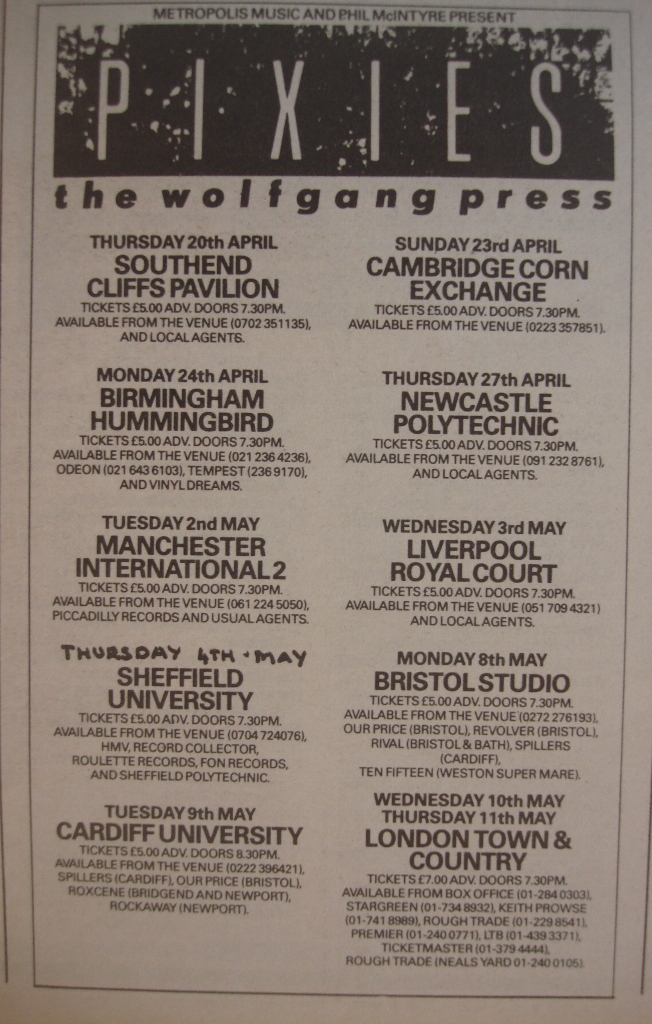 METROPOLIS MUSIC AND PHIL McINTYRE PRESENT
PIXIES
the wolfgang press
THURSDAY 20th APRIL
SOUTHEND
CLIFFS PAVILION
TICKETS £5.00 ADV. DOORS 7.30PM.
AVAILABLE FROM THE VENUE (0702 351135),
AND LOCAL AGENTS.
SUNDAY 23rd APRIL
CAMBRIDGE CORN
EXCHANGE
TICKETS £5.00 ADV. DOORS 7.30PM.
AVAILABLE FROM THE VENUE (0223 357851).
MONDAY 24th APRIL
BIRMINGHAM
HUMMINGBIRD
TICKETS £5.00 ADV. DOORS 7.30PM.
AVAILABLE FROM THE VENUE (021 236 4236),
ODEON (021 643 6103), TEMPEST (236 9170),
AND VINYL DREAMS.
THURSDAY 27th APRIL
NEWCASTLE
POLYTECHNIC
TICKETS £5.00 ADV. DOORS 7.30PM.
AVAILABLE FROM THE VENUE (091 232 8761),
AND LOCAL AGENTS.
TUESDAY 2nd MAY
MANCHESTER
INTERNATIONAL 2
TICKETS £5.00 ADV. DOORS 7.30PM.
AVAILABLE FROM THE VENUE (061 224 5050),
PICCADILLY RECORDS AND USUAL AGENTS.
WEDNESDAY 3rd MAY
LIVERPOOL
ROYAL COURT
TICKETS £5.00 ADV. DOORS 7.30PM.
AVAILABLE FROM THE VENUE (051 709 4321)
AND LOCAL AGENTS.
THURSDAY 4TH · MAY
SHEFFIELD
UNIVERSITY
TICKETS £5.00 ADV. DOORS 7.30PM.
AVAILABLE FROM THE VENUE (0704 724076),
HMV, RECORD COLLECTOR,
ROULETTE RECORDS, FON RECORDS,
AND SHEFFIELD POLYTECHNIC.
MONDAY 8th MAY
BRISTOL STUDIO
TICKETS £5.00 ADV. DOORS 7.30PM.
AVAILABLE FROM THE VENUE (0272 276193),
OUR PRICE (BRISTOL), REVOLVER (BRISTOL),
RIVAL (BRISTOL & BATH), SPILLERS
(CARDIFF),
TEN FIFTEEN (WESTON SUPER MARE).
TUESDAY 9th MAY
CARDIFF UNIVERSITY
TICKETS £5.00 ADV. DOORS 8.30PM.
AVAILABLE FROM THE VENUE (0222 396421),
SPILLERS (CARDIFF), OUR PRICE (BRISTOL),
ROXCENE (BRIDGEND AND NEWPORT),
ROCKAWAY (NEWPORT).
WEDNESDAY 10th MAY
THURSDAY 11th MAY
LONDON TOWN &
COUNTRY
TICKETS £7.00 ADV. DOORS 7.30PM.
AVAILABLE FROM BOX OFFICE (01-284 0303),
STARGREEN (01-734 8932), KEITH PROWSE
(01-741 8989), ROUGH TRADE (01-229 8541),
PREMIER (01-240 0771), LTB (01-439 3371),
TICKETMASTER (01-379 4444),
ROUGH TRADE (NEALS YARD 01-240 0105).